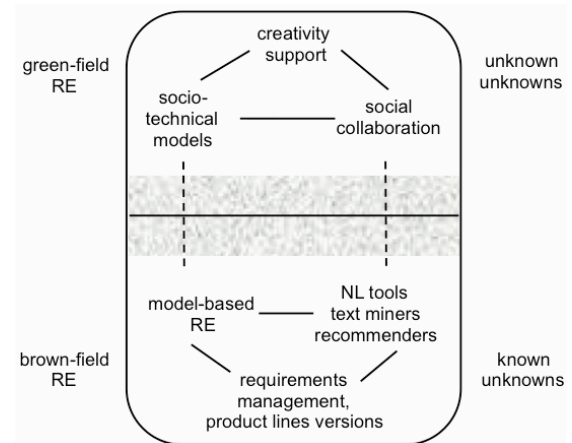 creativity
support
green-field
RE
unknown
unknowns
socio-
technical
models
social
collaboration
model-based
RE
NL tools
text miners
recommenders
brown-field
RE
known
unknowns
requirements
management,
product lines versions